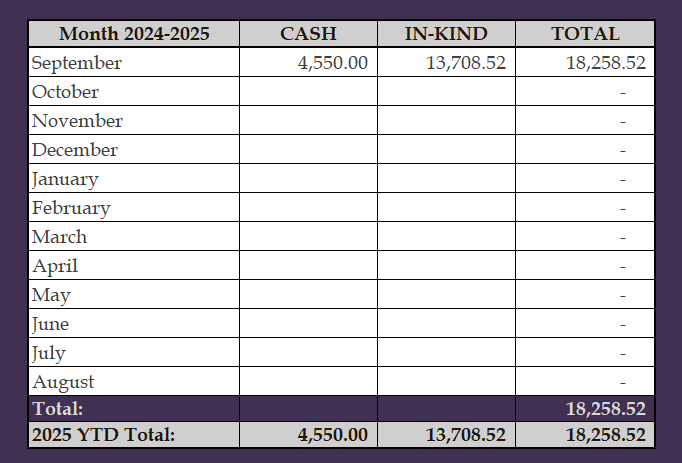 Month 2024-2025 CASH IN-KIND TOTAL
September 4,550.00 13,708.52 18,258.52
October -
November -
December -
January -
February -
March -
April -
May -
June -
July -
August -
Total: 18,258.52
2025 YTD Total: 4,550.00 13,708.52 18,258.52